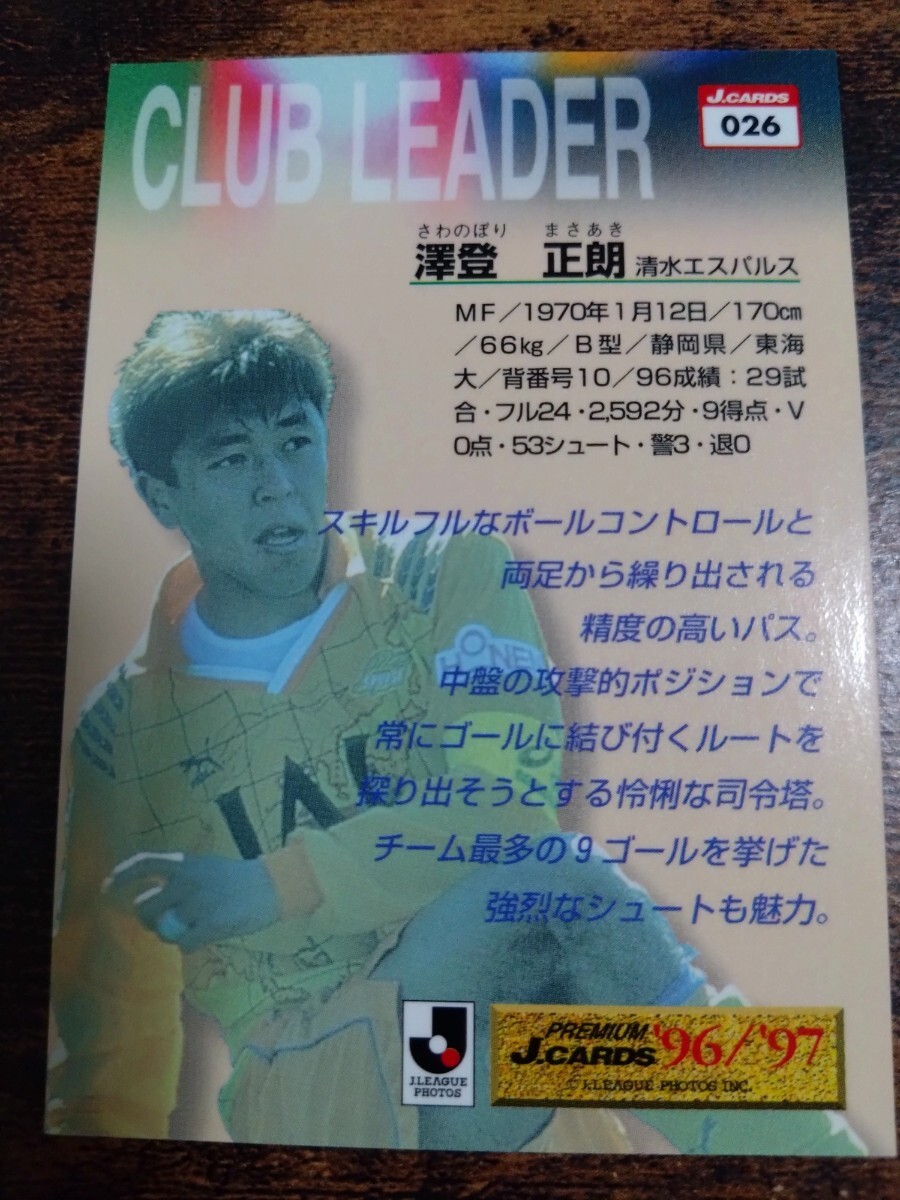 CLUB LEADER
J.CARDS
026
さわのぼり まさあき
澤登 正朗 清水エスパルス
MF／1970年1月12日／170cm
／66kg／B型／静岡県／東海
大／背番号10／96成績：29試
合・フル24・2,592分・9得点・V
0点・53シュート・警3・退0
スキルフルなボールコントロールと
両足から繰り出される
精度の高いパス。
中盤の攻撃的ポジションで
常にゴールに結び付くルートを
探り出そうとする怜悧な司令塔。
チーム最多の9ゴールを挙げた
強烈なシュートも魅力。
JAL
J.LEAGUE
PHOTOS
PREMIUM
J.CARDS '96/'97
© J.LEAGUE PHOTOS INC.